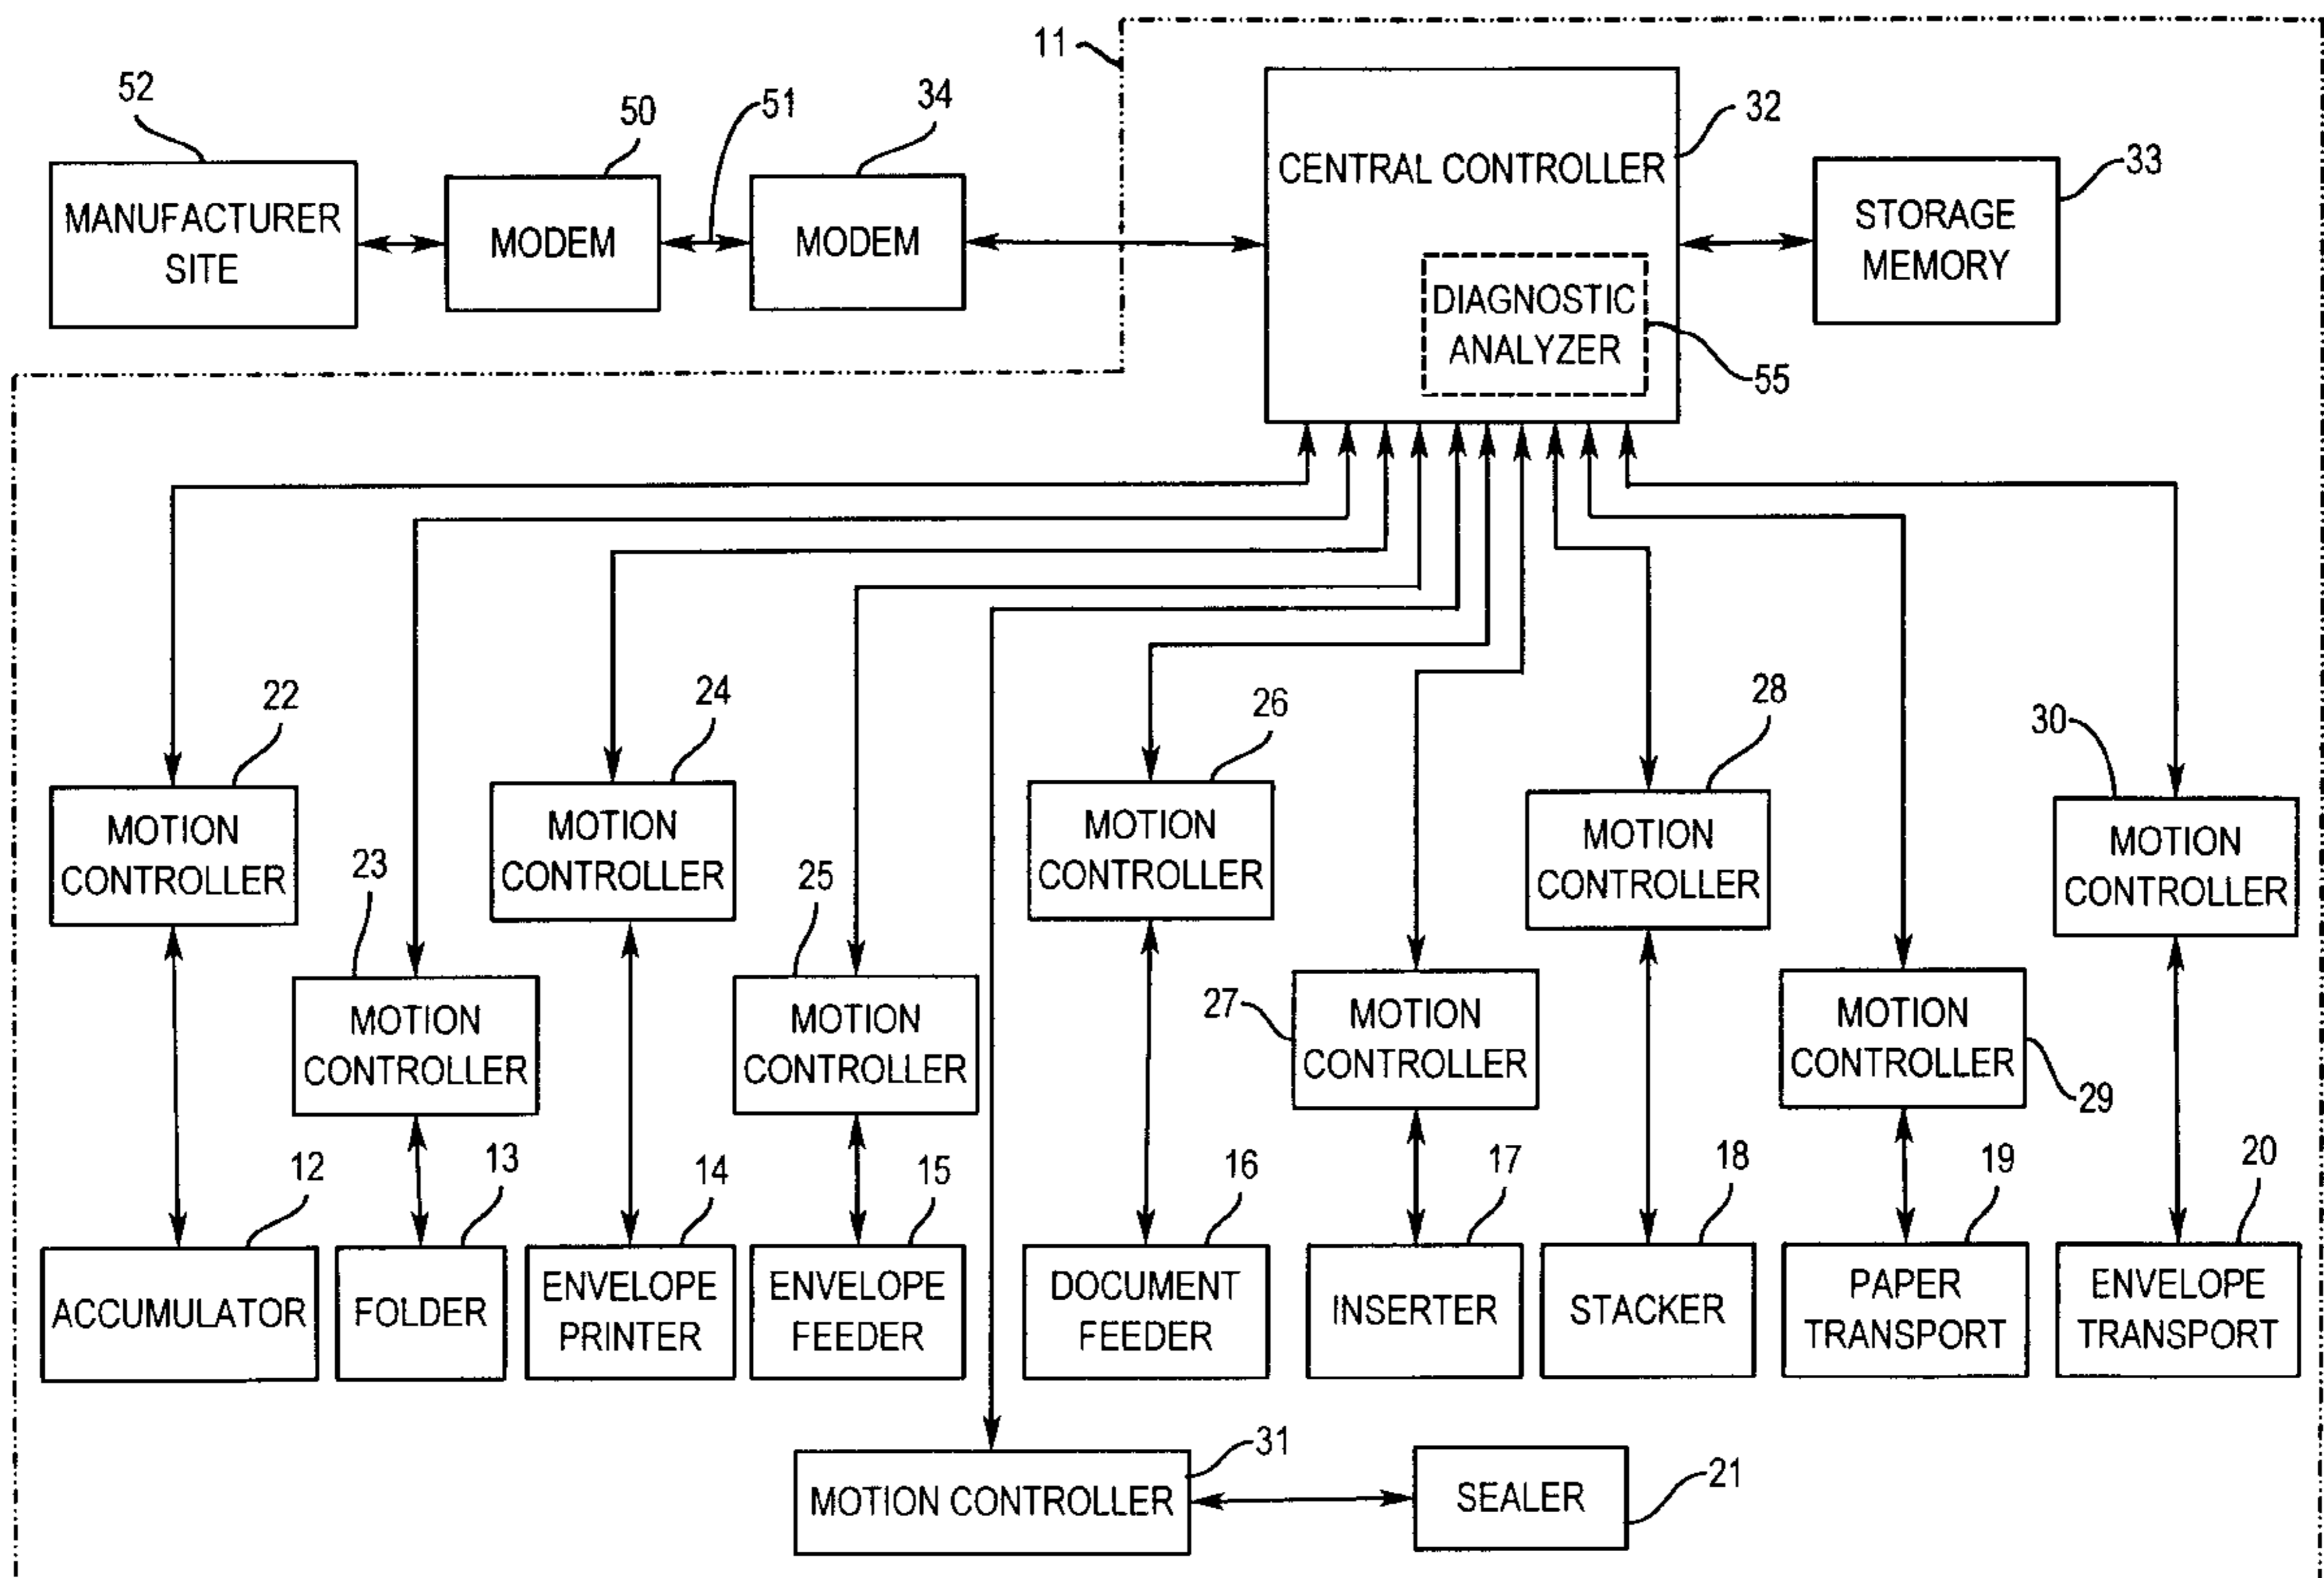 11
52
50
51
34
32
33
MANUFACTURER
SITE
MODEM
MODEM
CENTRAL CONTROLLER
DIAGNOSTIC
ANALYZER
55
STORAGE
MEMORY
22
MOTION
CONTROLLER
23
MOTION
CONTROLLER
24
MOTION
CONTROLLER
25
MOTION
CONTROLLER
26
MOTION
CONTROLLER
27
MOTION
CONTROLLER
28
MOTION
CONTROLLER
29
MOTION
CONTROLLER
30
MOTION
CONTROLLER
12
ACCUMULATOR
13
FOLDER
14
ENVELOPE
PRINTER
15
ENVELOPE
FEEDER
16
DOCUMENT
FEEDER
17
INSERTER
18
STACKER
19
PAPER
TRANSPORT
20
ENVELOPE
TRANSPORT
31
MOTION CONTROLLER
SEALER
21